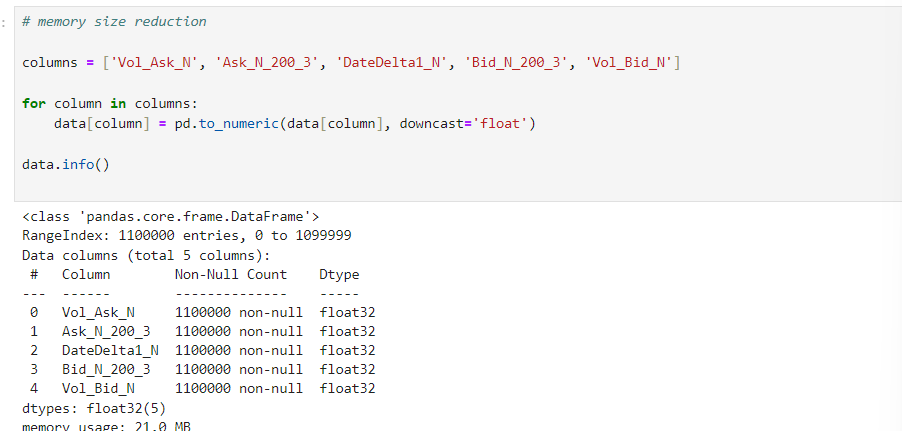 :
# memory size reduction
columns = ['Vol_Ask_N', 'Ask_N_200_3', 'DateDelta1_N', 'Bid_N_200_3', 'Vol_Bid_N']
for column in columns:
    data[column] = pd.to_numeric(data[column], downcast='float')
data.info()
<class 'pandas.core.frame.DataFrame'>
RangeIndex: 1100000 entries, 0 to 1099999
Data columns (total 5 columns):
 #   Column        Non-Null Count    Dtype
---  ------        --------------    -----
 0   Vol_Ask_N     1100000 non-null  float32
 1   Ask_N_200_3   1100000 non-null  float32
 2   DateDelta1_N  1100000 non-null  float32
 3   Bid_N_200_3   1100000 non-null  float32
 4   Vol_Bid_N     1100000 non-null  float32
dtypes: float32(5)
memory usage: 21.0 MB